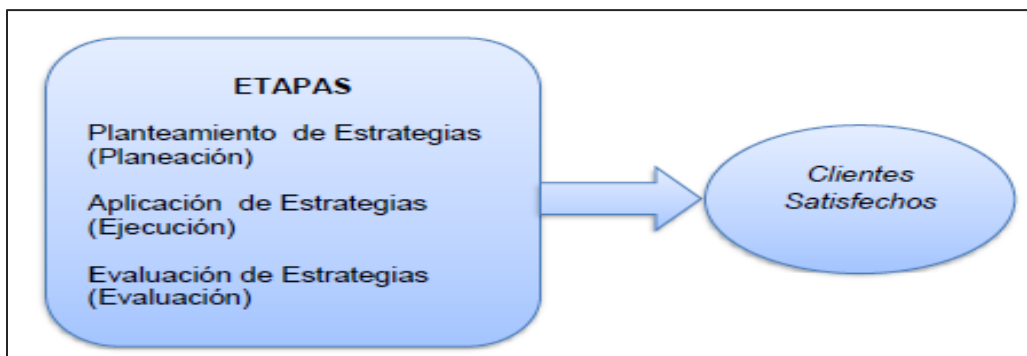 ETAPAS
Planteamiento de Estrategias
(Planeación)
Aplicación de Estrategias
(Ejecución)
Evaluación de Estrategias
(Evaluación)
Clientes
Satisfechos